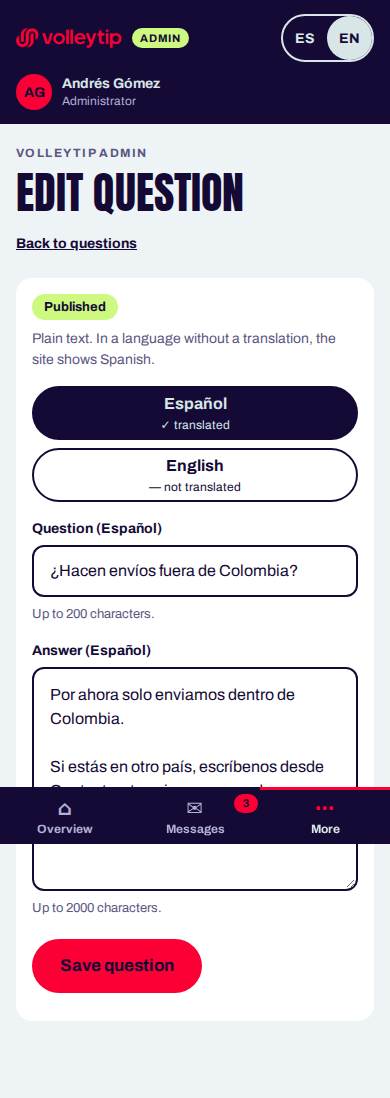 volleytip ADMIN ES EN
AG Andrés Gómez
Administrator
VOLLEYTIP ADMIN
EDIT QUESTION
Back to questions
Published
Plain text. In a language without a translation, the
site shows Spanish.
Español
✓ translated
English
— not translated
Question (Español)
¿Hacen envíos fuera de Colombia?
Up to 200 characters.
Answer (Español)
Por ahora solo enviamos dentro de
Colombia.
Si estás en otro país, escríbenos desde
Overview
Messages 3
More
Up to 2000 characters.
Save question